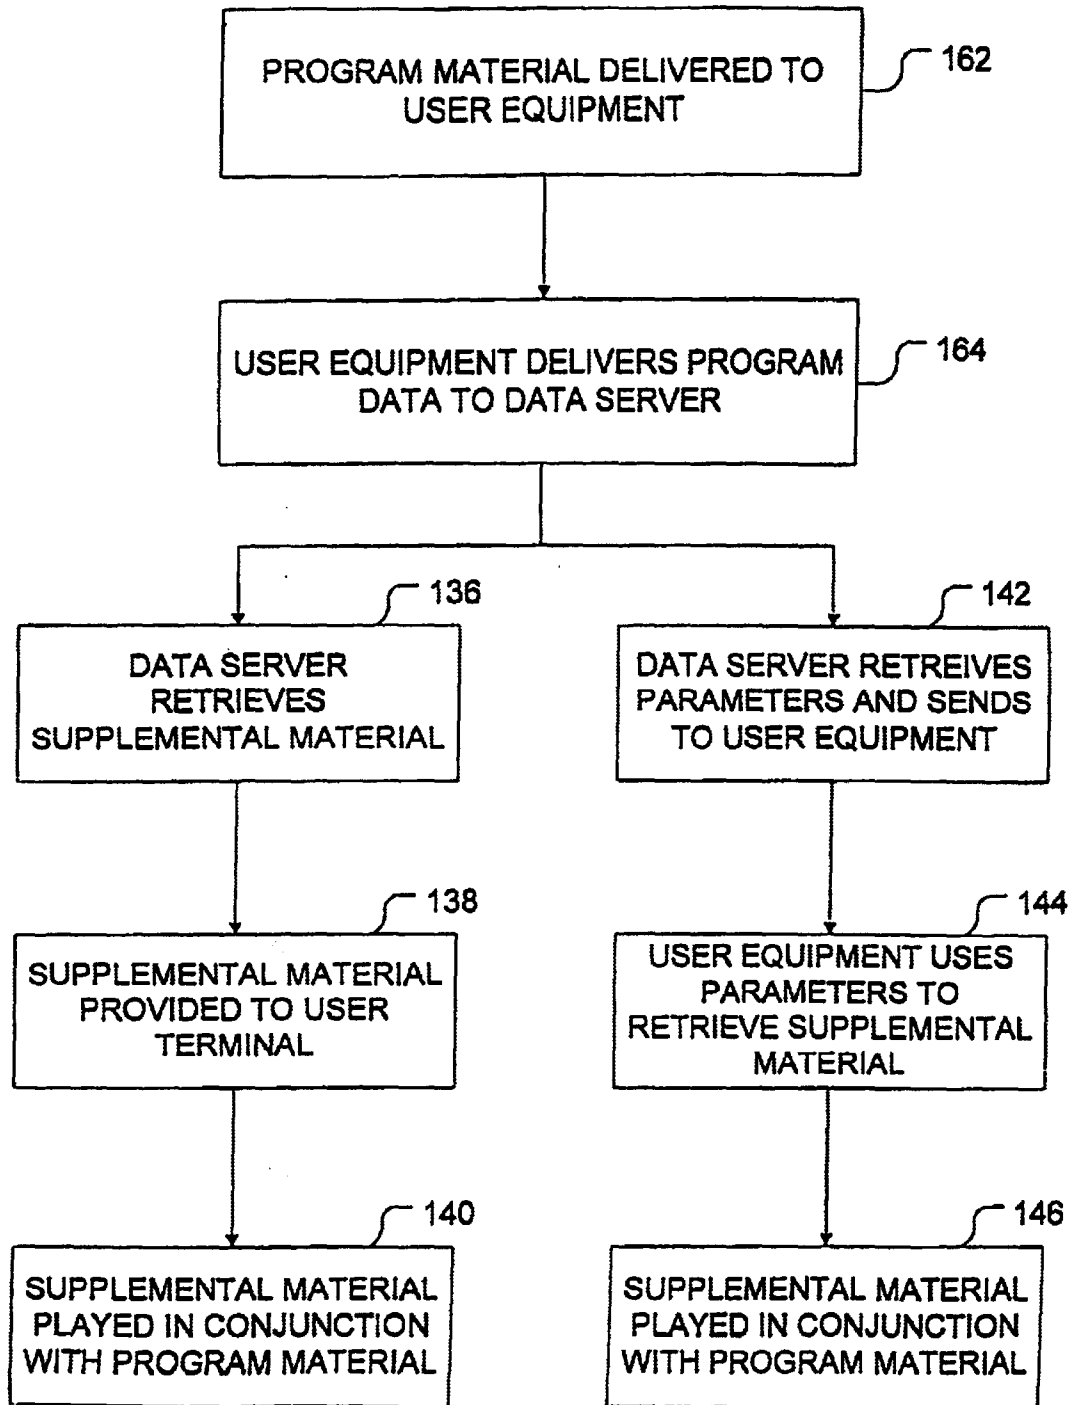 PROGRAM MATERIAL DELIVERED TO
USER EQUIPMENT
162
USER EQUIPMENT DELIVERS PROGRAM
DATA TO DATA SERVER
164
136
DATA SERVER
RETRIEVES
SUPPLEMENTAL MATERIAL
142
DATA SERVER RETREIVES
PARAMETERS AND SENDS
TO USER EQUIPMENT
138
SUPPLEMENTAL MATERIAL
PROVIDED TO USER
TERMINAL
144
USER EQUIPMENT USES
PARAMETERS TO
RETRIEVE SUPPLEMENTAL
MATERIAL
140
SUPPLEMENTAL MATERIAL
PLAYED IN CONJUNCTION
WITH PROGRAM MATERIAL
146
SUPPLEMENTAL MATERIAL
PLAYED IN CONJUNCTION
WITH PROGRAM MATERIAL